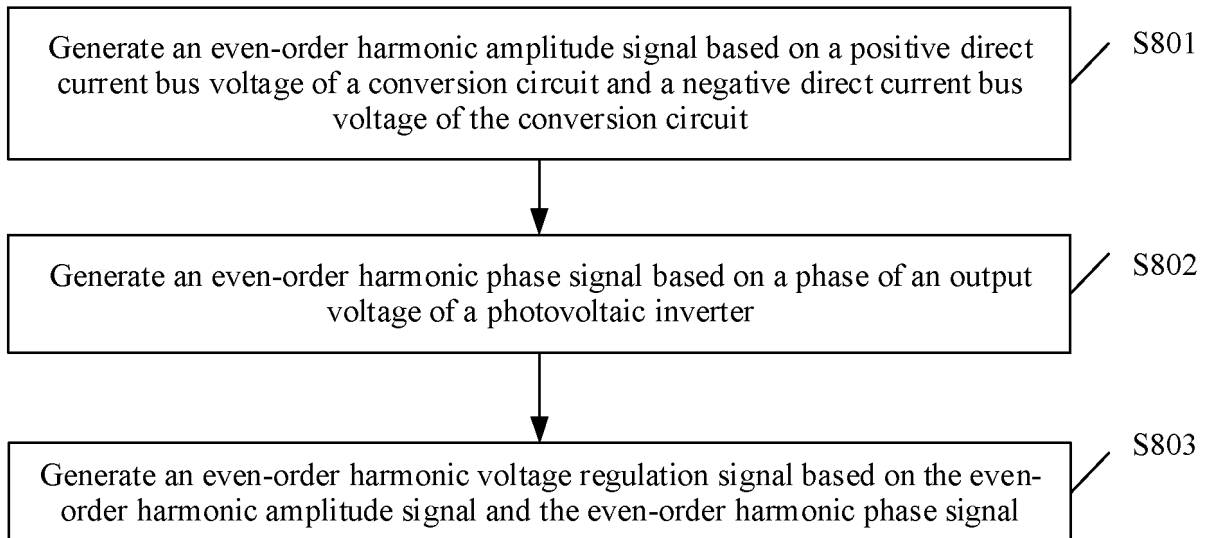 Generate an even-order harmonic amplitude signal based on a positive direct
current bus voltage of a conversion circuit and a negative direct current bus
voltage of the conversion circuit
S801
Generate an even-order harmonic phase signal based on a phase of an output
voltage of a photovoltaic inverter
S802
Generate an even-order harmonic voltage regulation signal based on the even-
order harmonic amplitude signal and the even-order harmonic phase signal
S803